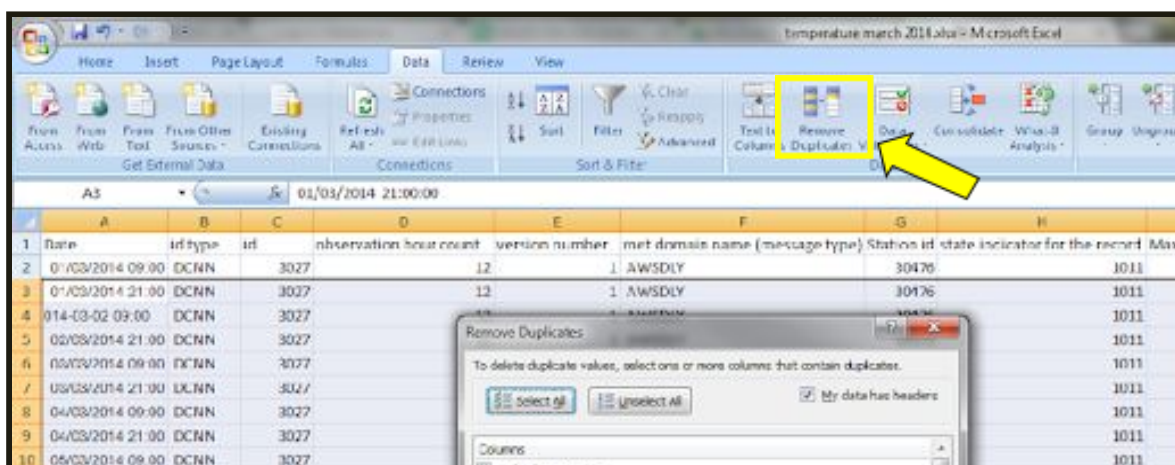 temperature march 2014.xlsx - Microsoft Excel
Home Insert Page Layout Formulas Data Review View
Connections Clear
Properties Reapply
From Access From Web From Text From Other Sources Existing Connections Refresh All Edit Links Sort Filter Advanced Text to Columns Remove Duplicates Data Consolidate What-If Analysis Group
Get External Data Connections Sort & Filter
A3 fx 01/03/2014 21:00:00
A B C D E F G H
1 Date id type id observation hour count version number met domain name (message type) Station id state indicator for the record
2 01/03/2014 09:00 DCNN 3027 12 1 AWSDLY 30476 1011
3 01/03/2014 21:00 DCNN 3027 12 1 AWSDLY 30476 1011
4 014-03-02 09:00 DCNN 3027 1011
5 02/03/2014 21:00 DCNN 3027 1011
6 03/03/2014 09:00 DCNN 3027 1011
7 03/03/2014 21:00 DCNN 3027 1011
8 04/03/2014 09:00 DCNN 3027 1011
9 04/03/2014 21:00 DCNN 3027 1011
10 05/03/2014 09:00 DCNN 3027 1011
Remove Duplicates
To delete duplicate values, select one or more columns that contain duplicates.
Select All Unselect All My data has headers
Columns